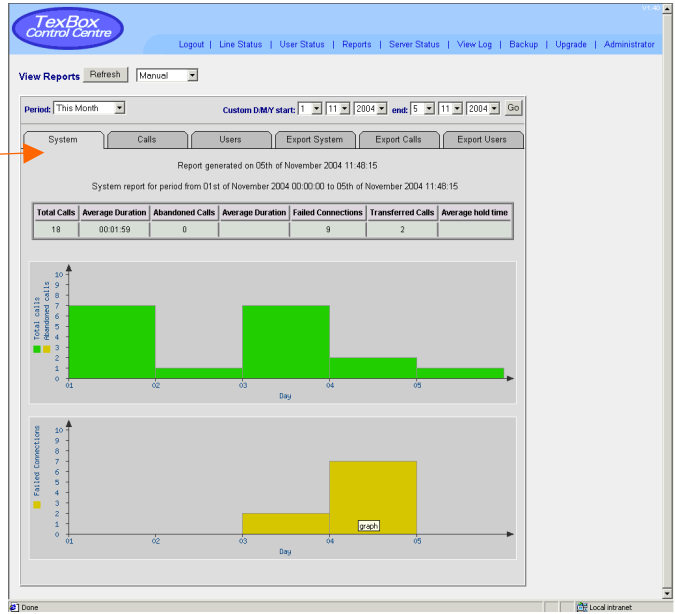 V1.40
TexBox
Control Centre
Logout | Line Status | User Status | Reports | Server Status | View Log | Backup | Upgrade | Administrator
View Reports Refresh Manual
Period: This Month Custom D/M/Y start: 1 11 2004 end: 5 11 2004 Go
System Calls Users Export System Export Calls Export Users
Report generated on 05th of November 2004 11:48:15
System report for period from 01st of November 2004 00:00:00 to 05th of November 2004 11:48:15
Total Calls Average Duration Abandoned Calls Average Duration Failed Connections Transferred Calls Average hold time
18 00:01:59 0 9 2
Total calls
Abandoned calls
10
9
8
7
6
5
4
3
2
1
0
01 02 03 04 05
Day
Failed Connections
10
9
8
7
6
5
4
3
2
1
0
graph
01 02 03 04 05
Day
Done Local intranet